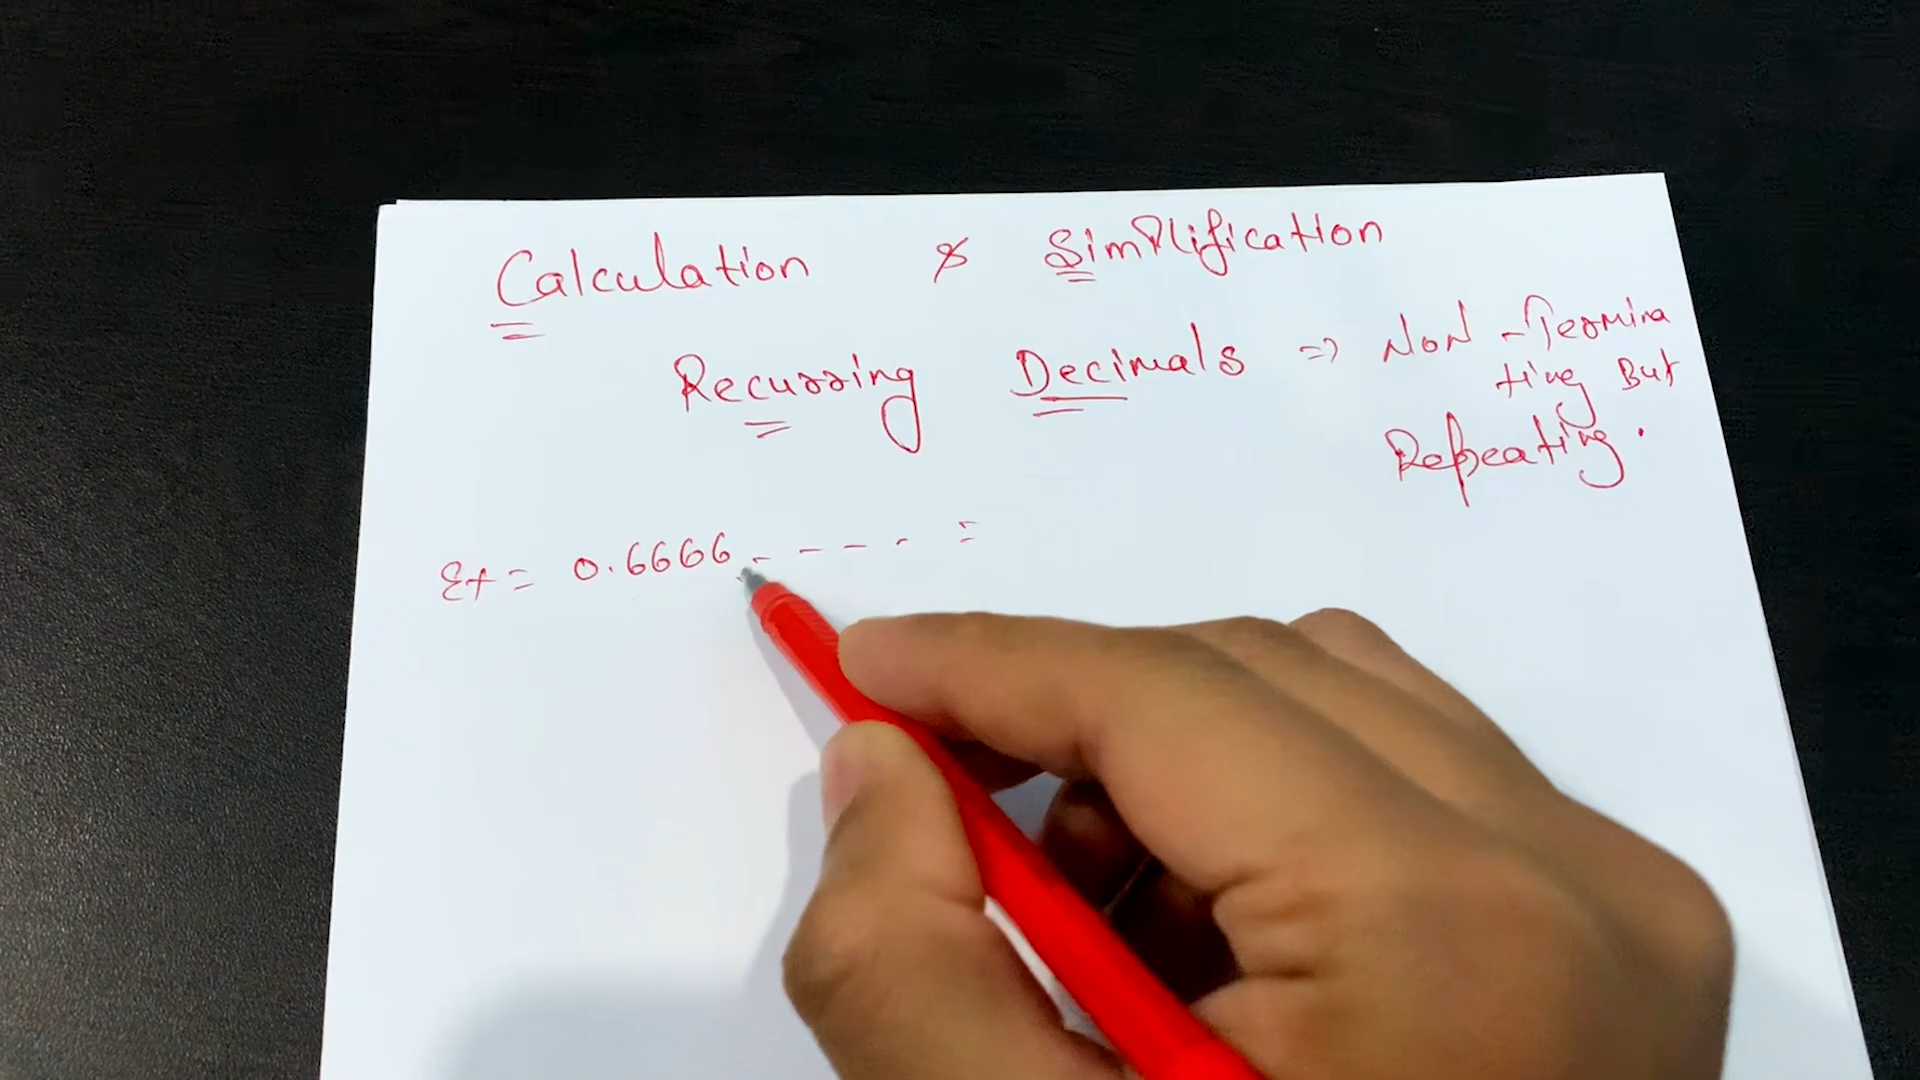 Calculation & Simplification
Recurring Decimals => Non-Termina
ting But
Repeating.
Ex = 0.6666 - - - - =